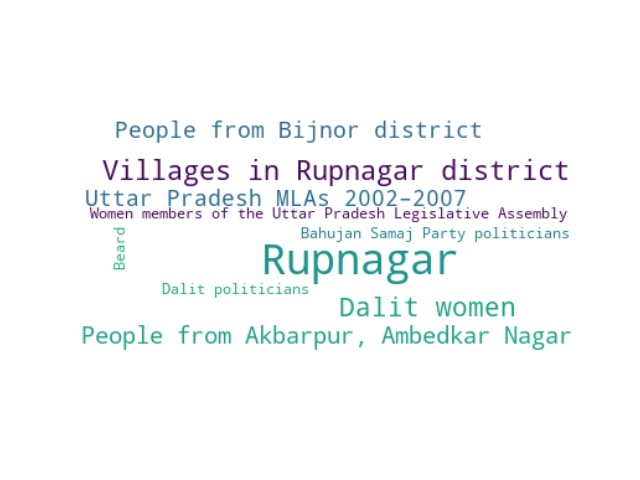 People from Bijnor district
Villages in Rupnagar district
Uttar Pradesh MLAs 2002–2007
Women members of the Uttar Pradesh Legislative Assembly
Beard
Bahujan Samaj Party politicians
Rupnagar
Dalit politicians
Dalit women
People from Akbarpur, Ambedkar Nagar